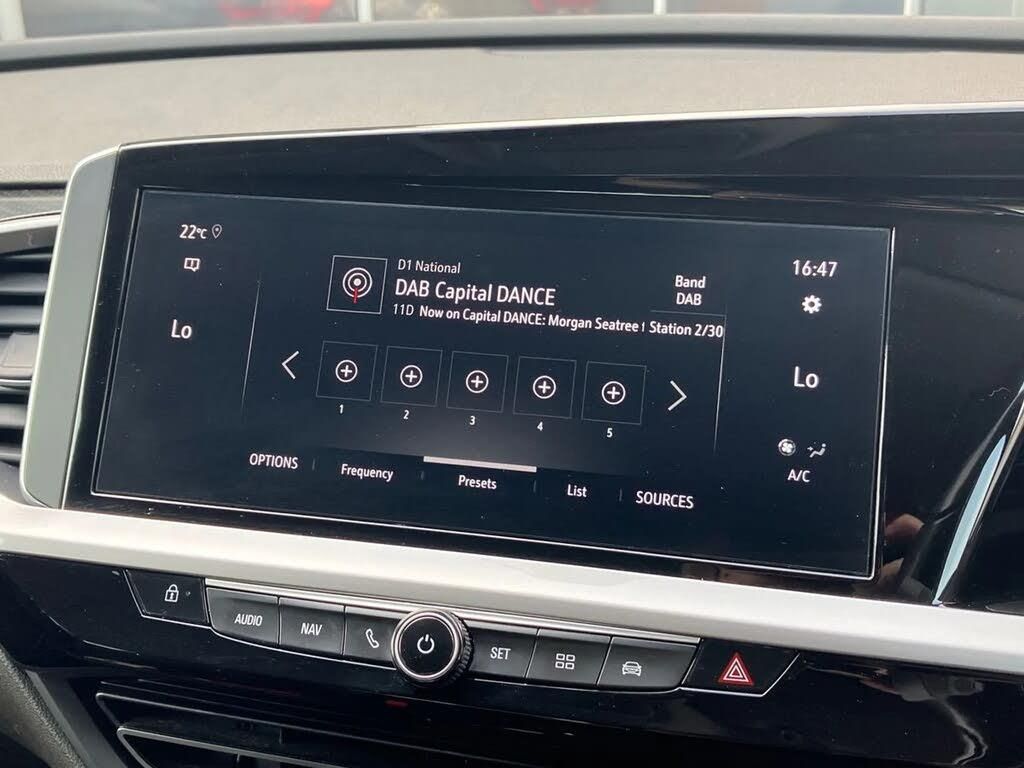 22°C
Lo
D1 National
DAB Capital DANCE
11D Now on Capital DANCE: Morgan Seatree
Station 2/30
Band
DAB
16:47
Lo
A/C
1
2
3
4
5
OPTIONS
Frequency
Presets
List
SOURCES
AUDIO
NAV
SET